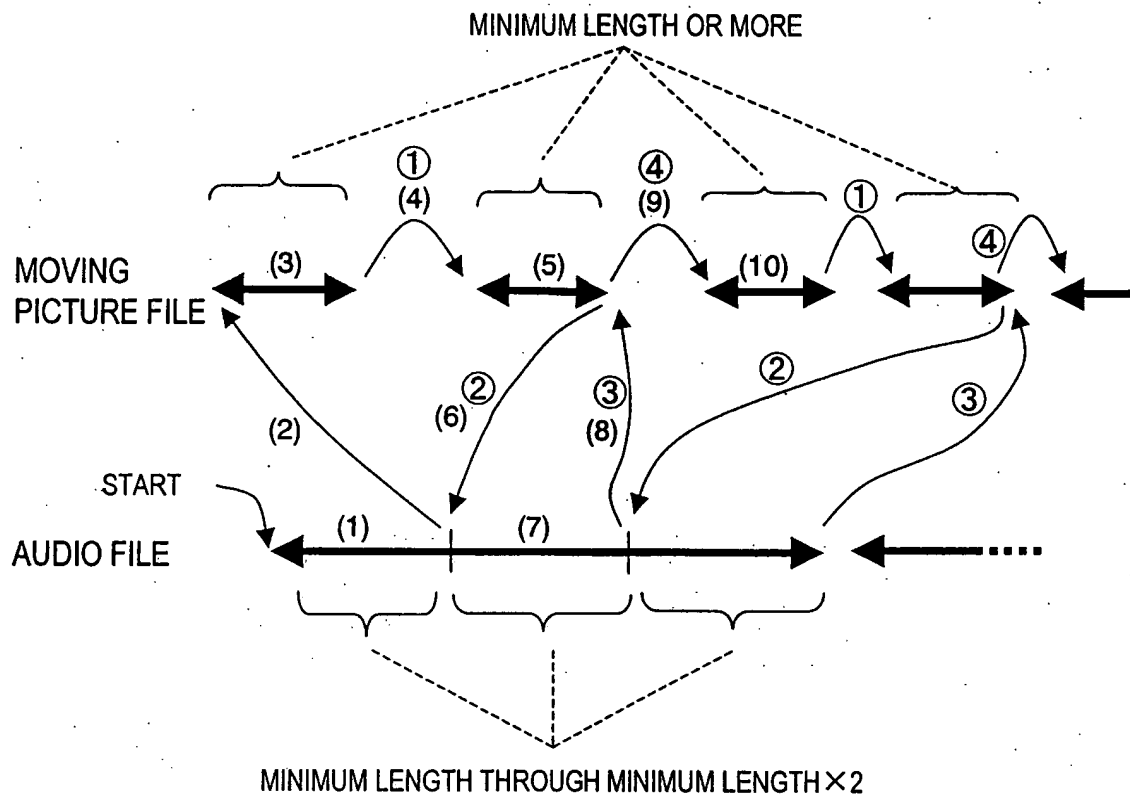 MINIMUM LENGTH OR MORE
① ④
(4) (9) ① ④
MOVING
PICTURE FILE
(3) (5) (10)
② ③ ② ③
(2) (6) (8)
START
(1) (7)
AUDIO FILE
MINIMUM LENGTH THROUGH MINIMUM LENGTH×2